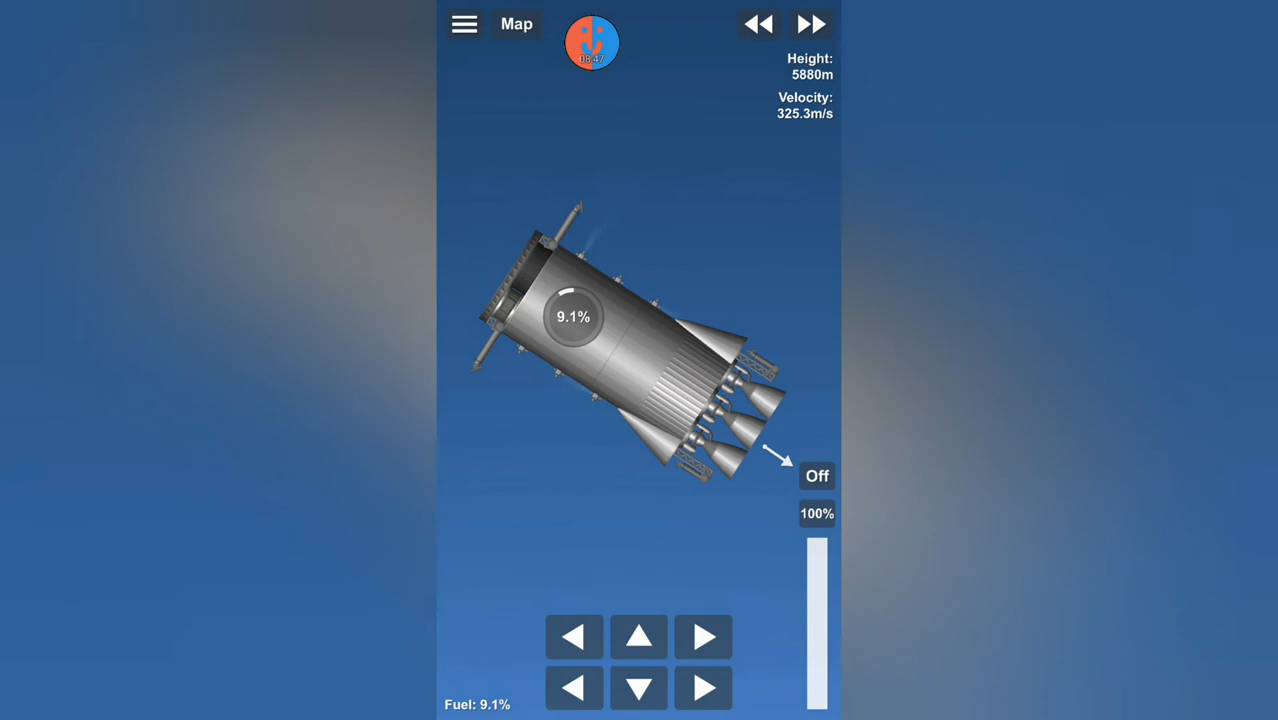 Map
08:47
Height:
5880m
Velocity:
325.3m/s
9.1%
Off
100%
Fuel: 9.1%